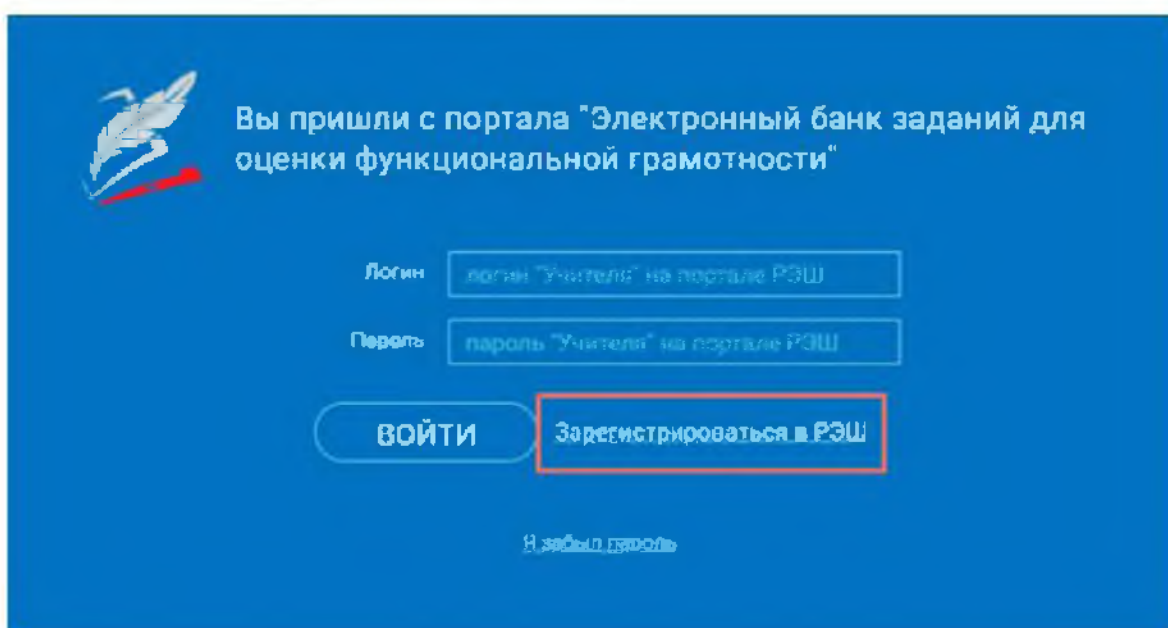 Вы пришли с портала "Электронный банк заданий для
оценки функциональной грамотности"
Логин
логин "Учителя" на портале РЭШ
Пароль
пароль "Учителя" на портале РЭШ
ВОЙТИ
Зарегистрироваться в РЭШ
Я забыл пароль